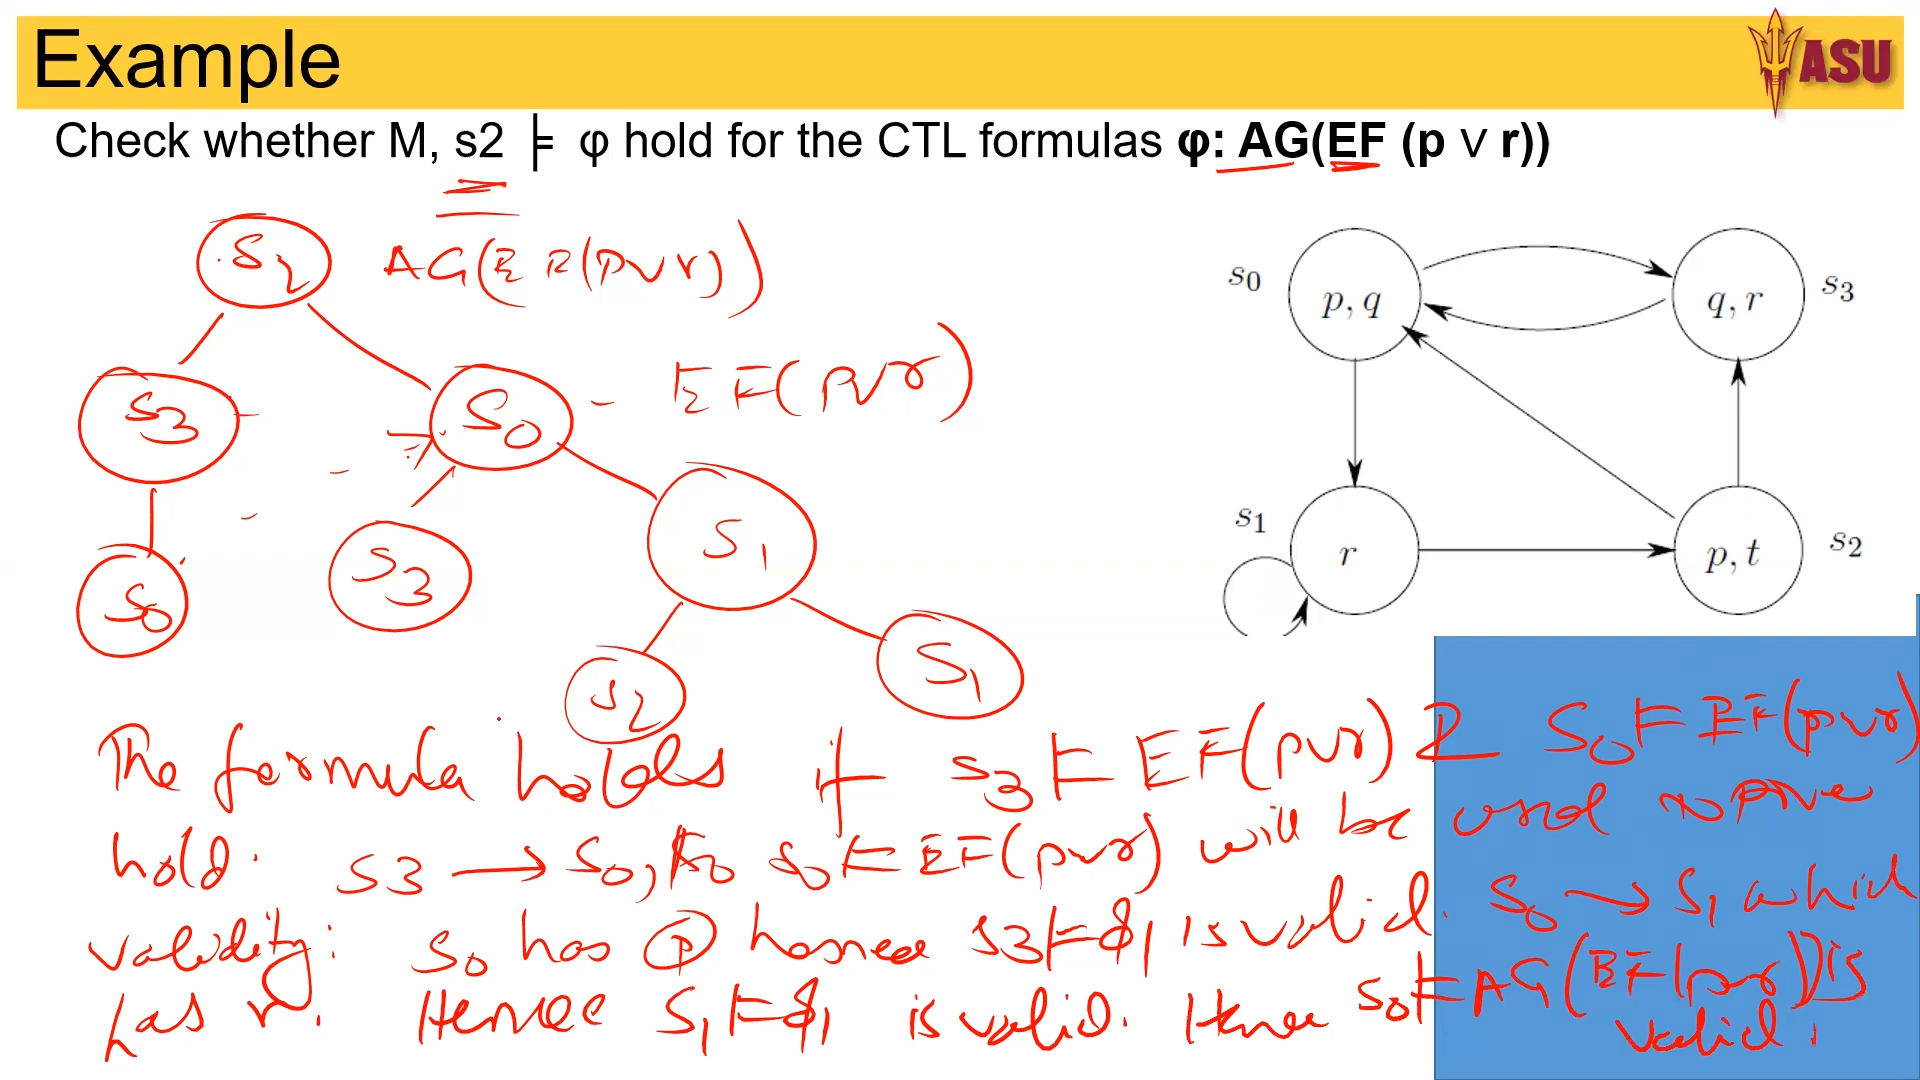 Example
ASU
Check whether M, s2 ⊨ φ hold for the CTL formulas φ: AG(EF (p ∨ r))
S2 AG(EF(p∨r))
s0 p, q q, r s3
S3 S0 - EF(p∨r)
s1 r p, t s2
S0 S3 S1
S2 S1
The formula holds if s3 ⊨ EF(p∨r) & S0 ⊨ EF(p∨r)
hold. s3 → s0, s0 ⊨ EF(p∨r) will be used to prove
validity: s0 has p hence s3 ⊨ φ1 is valid. S0 → S1 which
has r. Hence S1 ⊨ φ1 is valid. Hence s0 ⊨ AG(EF(p∨r)) is
valid.